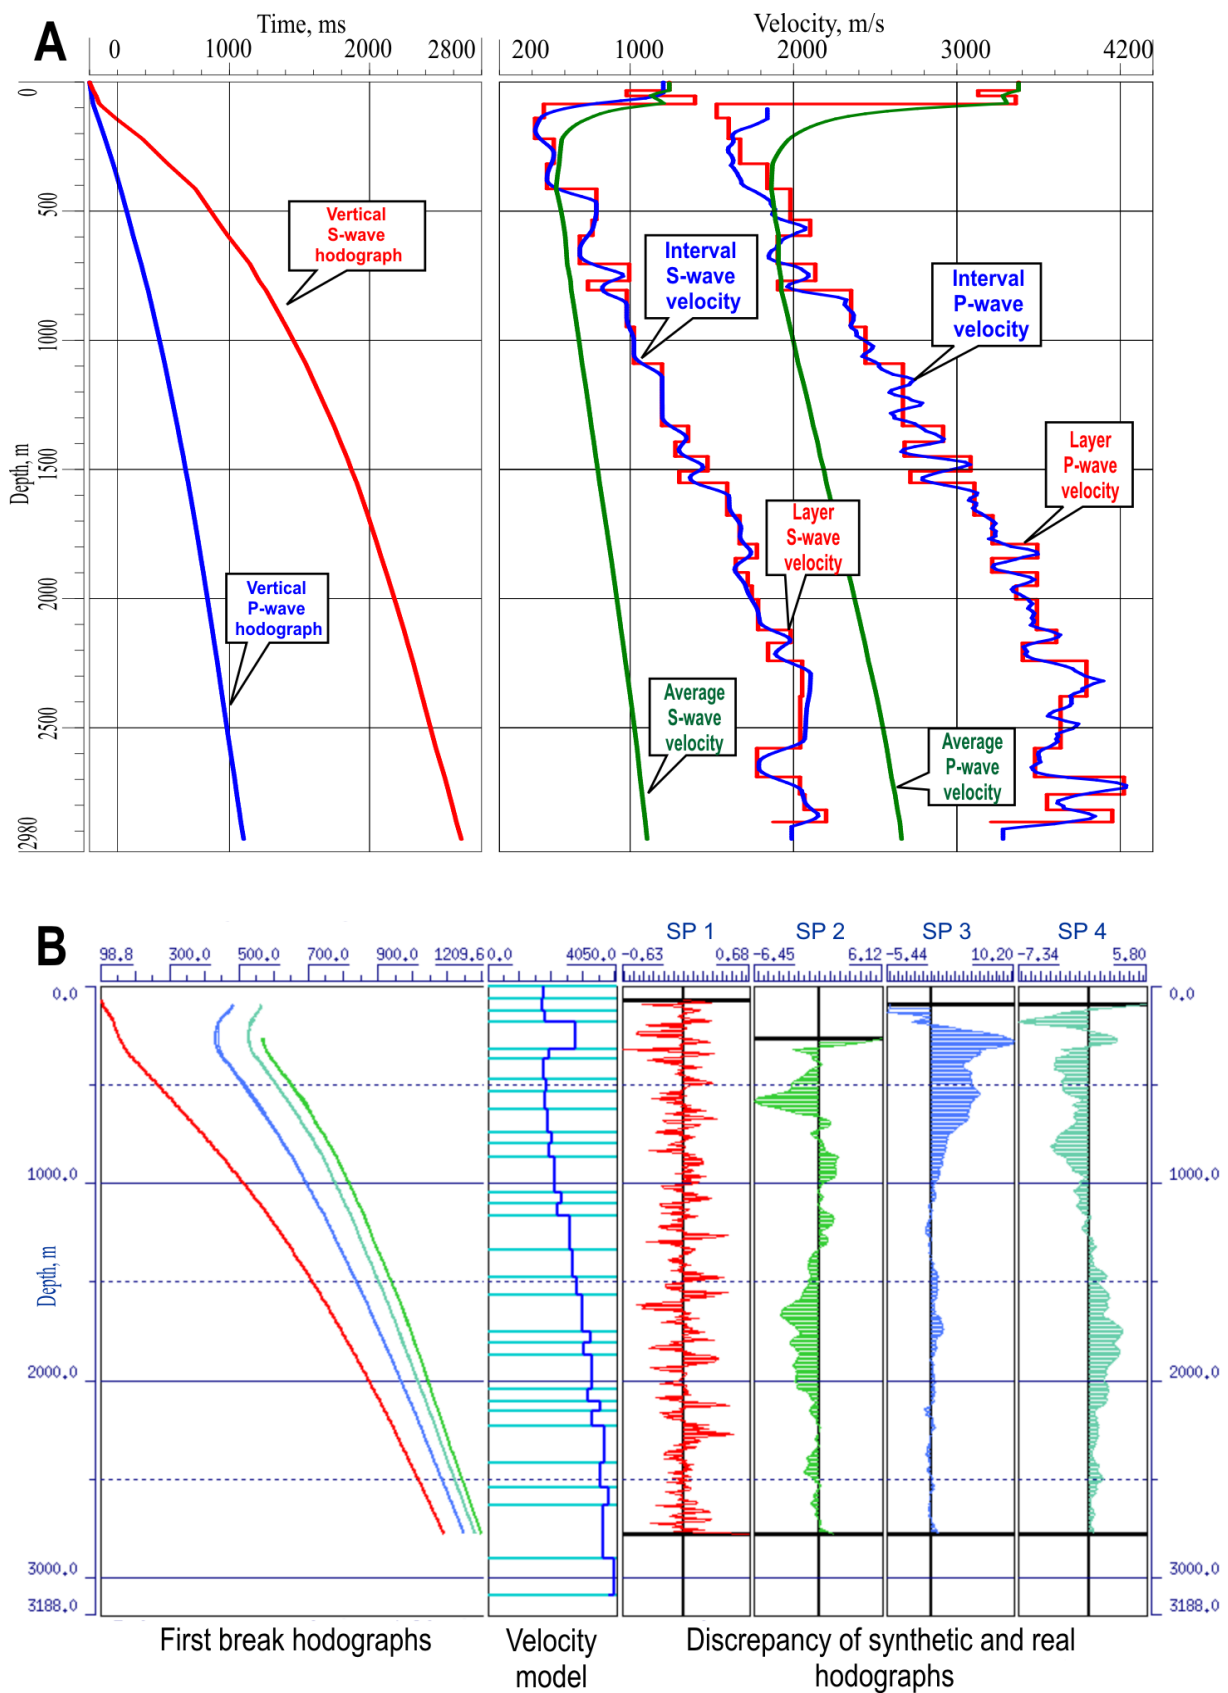 A
Time, ms
Velocity, m/s
0 1000 2000 2800
200 1000 2000 3000 4200
0
500
1000
1500
2000
2500
2980
Depth, m
Vertical
S-wave
hodograph
Vertical
P-wave
hodograph
Interval
S-wave
velocity
Interval
P-wave
velocity
Layer
P-wave
velocity
Layer
S-wave
velocity
Average
S-wave
velocity
Average
P-wave
velocity
B
SP 1 SP 2 SP 3 SP 4
98.8 300.0 500.0 700.0 900.0 1209.6 0.0 4050.0 -0.63 0.68 -6.45 6.12 -5.44 10.20 -7.34 5.80
0.0 0.0
1000.0 1000.0
Depth, m
2000.0 2000.0
3000.0 3000.0
3188.0 3188.0
First break hodographs
Velocity
model
Discrepancy of synthetic and real
hodographs